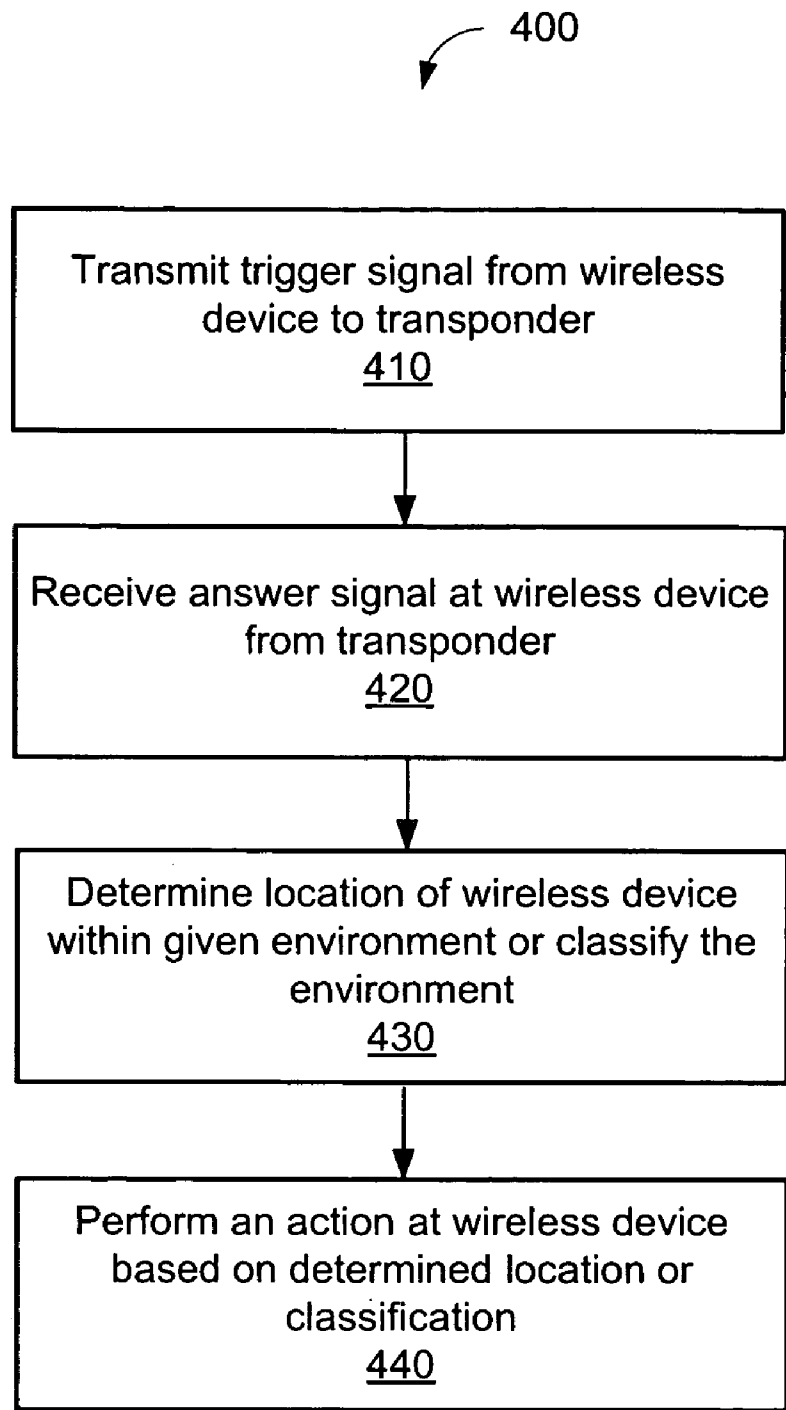 400
Transmit trigger signal from wireless
device to transponder
410
Receive answer signal at wireless device
from transponder
420
Determine location of wireless device
within given environment or classify the
environment
430
Perform an action at wireless device
based on determined location or
classification
440